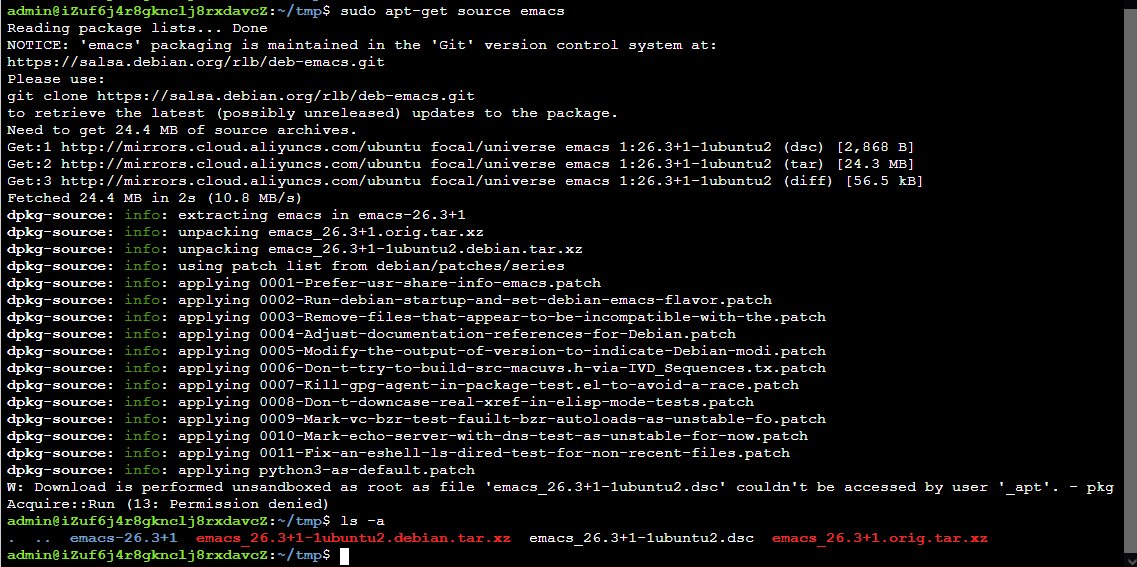 admin@iZuf6j4r8gknclj8rxdavcZ:~/tmp$ sudo apt-get source emacs
Reading package lists... Done
NOTICE: 'emacs' packaging is maintained in the 'Git' version control system at:
https://salsa.debian.org/rlb/deb-emacs.git
Please use:
git clone https://salsa.debian.org/rlb/deb-emacs.git
to retrieve the latest (possibly unreleased) updates to the package.
Need to get 24.4 MB of source archives.
Get:1 http://mirrors.cloud.aliyuncs.com/ubuntu focal/universe emacs 1:26.3+1-1ubuntu2 (dsc) [2,868 B]
Get:2 http://mirrors.cloud.aliyuncs.com/ubuntu focal/universe emacs 1:26.3+1-1ubuntu2 (tar) [24.3 MB]
Get:3 http://mirrors.cloud.aliyuncs.com/ubuntu focal/universe emacs 1:26.3+1-1ubuntu2 (diff) [56.5 kB]
Fetched 24.4 MB in 2s (10.8 MB/s)
dpkg-source: info: extracting emacs in emacs-26.3+1
dpkg-source: info: unpacking emacs_26.3+1.orig.tar.xz
dpkg-source: info: unpacking emacs_26.3+1-1ubuntu2.debian.tar.xz
dpkg-source: info: using patch list from debian/patches/series
dpkg-source: info: applying 0001-Prefer-usr-share-info-emacs.patch
dpkg-source: info: applying 0002-Run-debian-startup-and-set-debian-emacs-flavor.patch
dpkg-source: info: applying 0003-Remove-files-that-appear-to-be-incompatible-with-the.patch
dpkg-source: info: applying 0004-Adjust-documentation-references-for-Debian.patch
dpkg-source: info: applying 0005-Modify-the-output-of-version-to-indicate-Debian-modi.patch
dpkg-source: info: applying 0006-Don-t-try-to-build-src-macuvs.h-via-IVD_Sequences.tx.patch
dpkg-source: info: applying 0007-Kill-gpg-agent-in-package-test.el-to-avoid-a-race.patch
dpkg-source: info: applying 0008-Don-t-downcase-real-xref-in-elisp-mode-tests.patch
dpkg-source: info: applying 0009-Mark-vc-bzr-test-fauilt-bzr-autoloads-as-unstable-fo.patch
dpkg-source: info: applying 0010-Mark-echo-server-with-dns-test-as-unstable-for-now.patch
dpkg-source: info: applying 0011-Fix-an-eshell-ls-dired-test-for-non-recent-files.patch
dpkg-source: info: applying python3-as-default.patch
W: Download is performed unsandboxed as root as file 'emacs_26.3+1-1ubuntu2.dsc' couldn't be accessed by user '_apt'. - pkg
Acquire::Run (13: Permission denied)
admin@iZuf6j4r8gknclj8rxdavcZ:~/tmp$ ls -a
. .. emacs-26.3+1 emacs_26.3+1-1ubuntu2.debian.tar.xz emacs_26.3+1-1ubuntu2.dsc emacs_26.3+1.orig.tar.xz
admin@iZuf6j4r8gknclj8rxdavcZ:~/tmp$